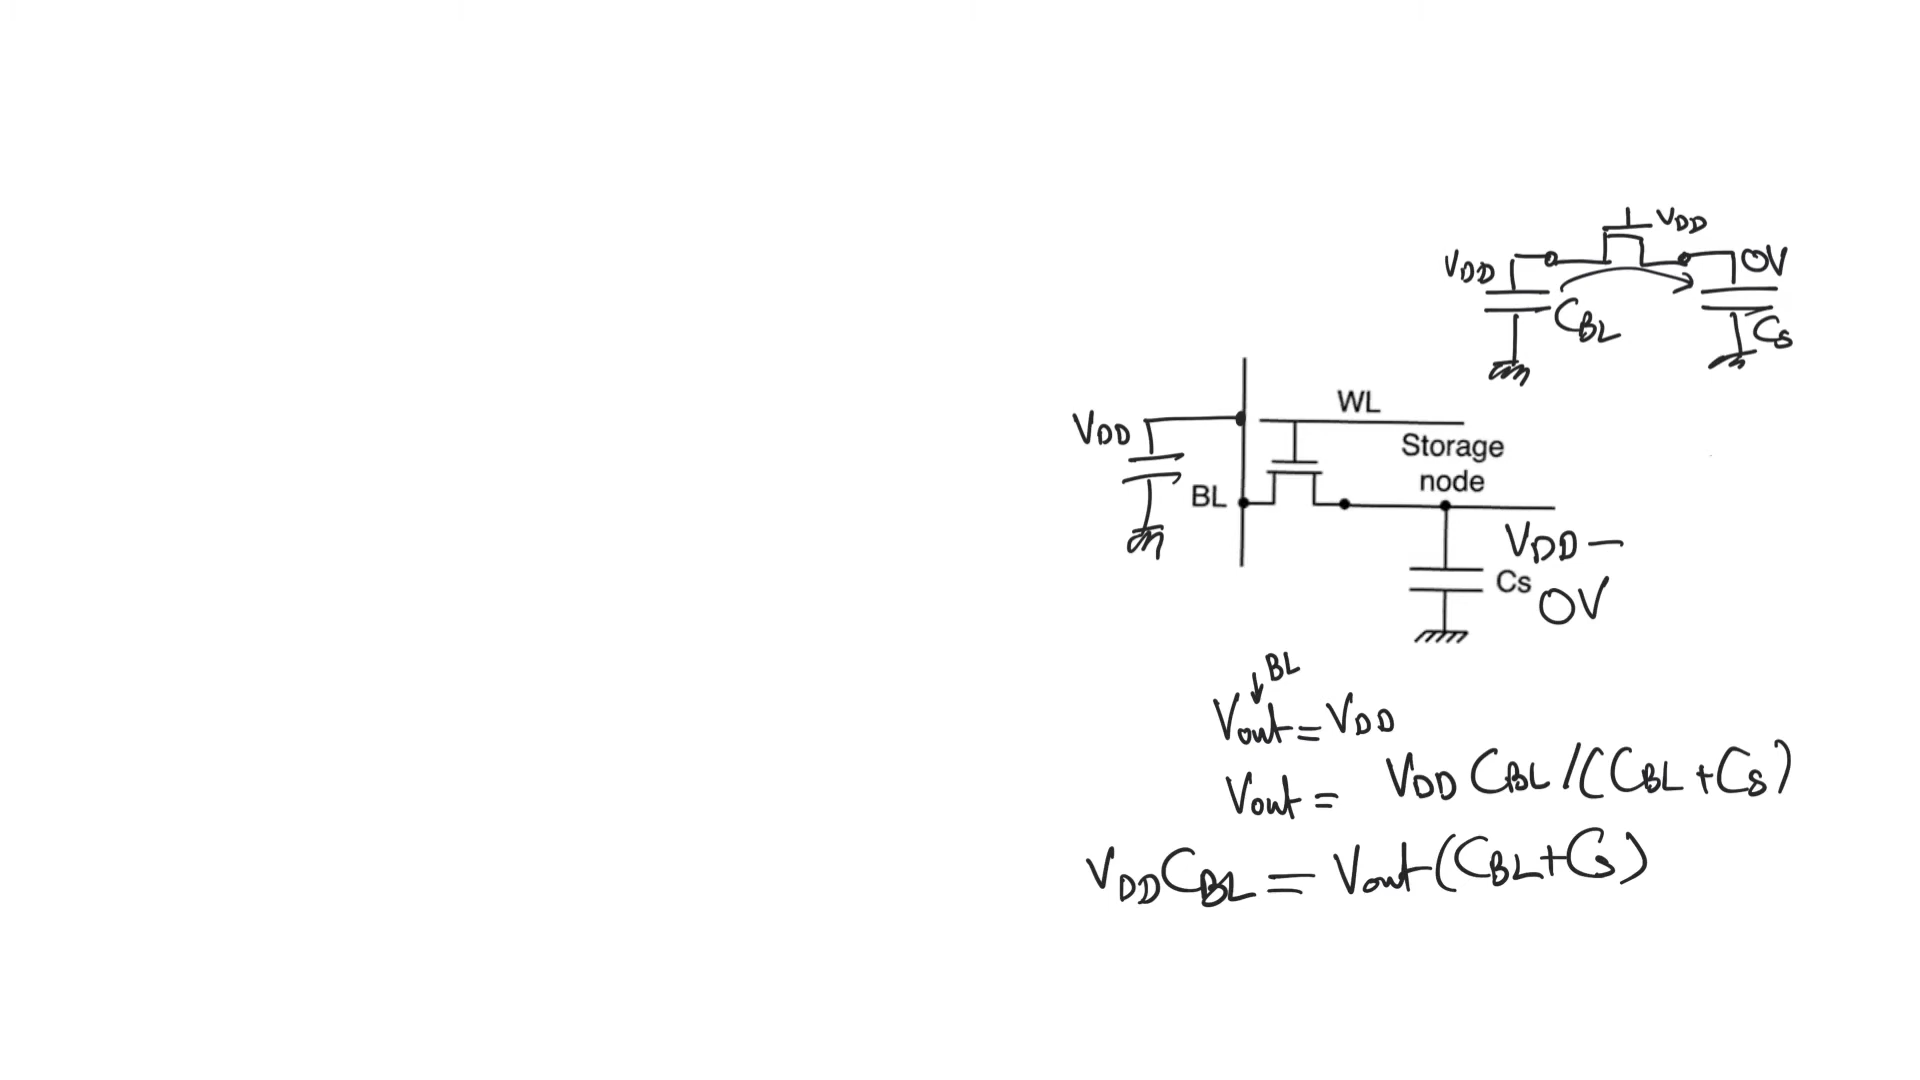 VDD
VDD
0V
CBL
Cs
WL
VDD
Storage
node
BL
VDD –
Cs
0V
BL
Vout = VDD
Vout = VDD CBL / (CBL + Cs)
VDD CBL = Vout (CBL + Cs)